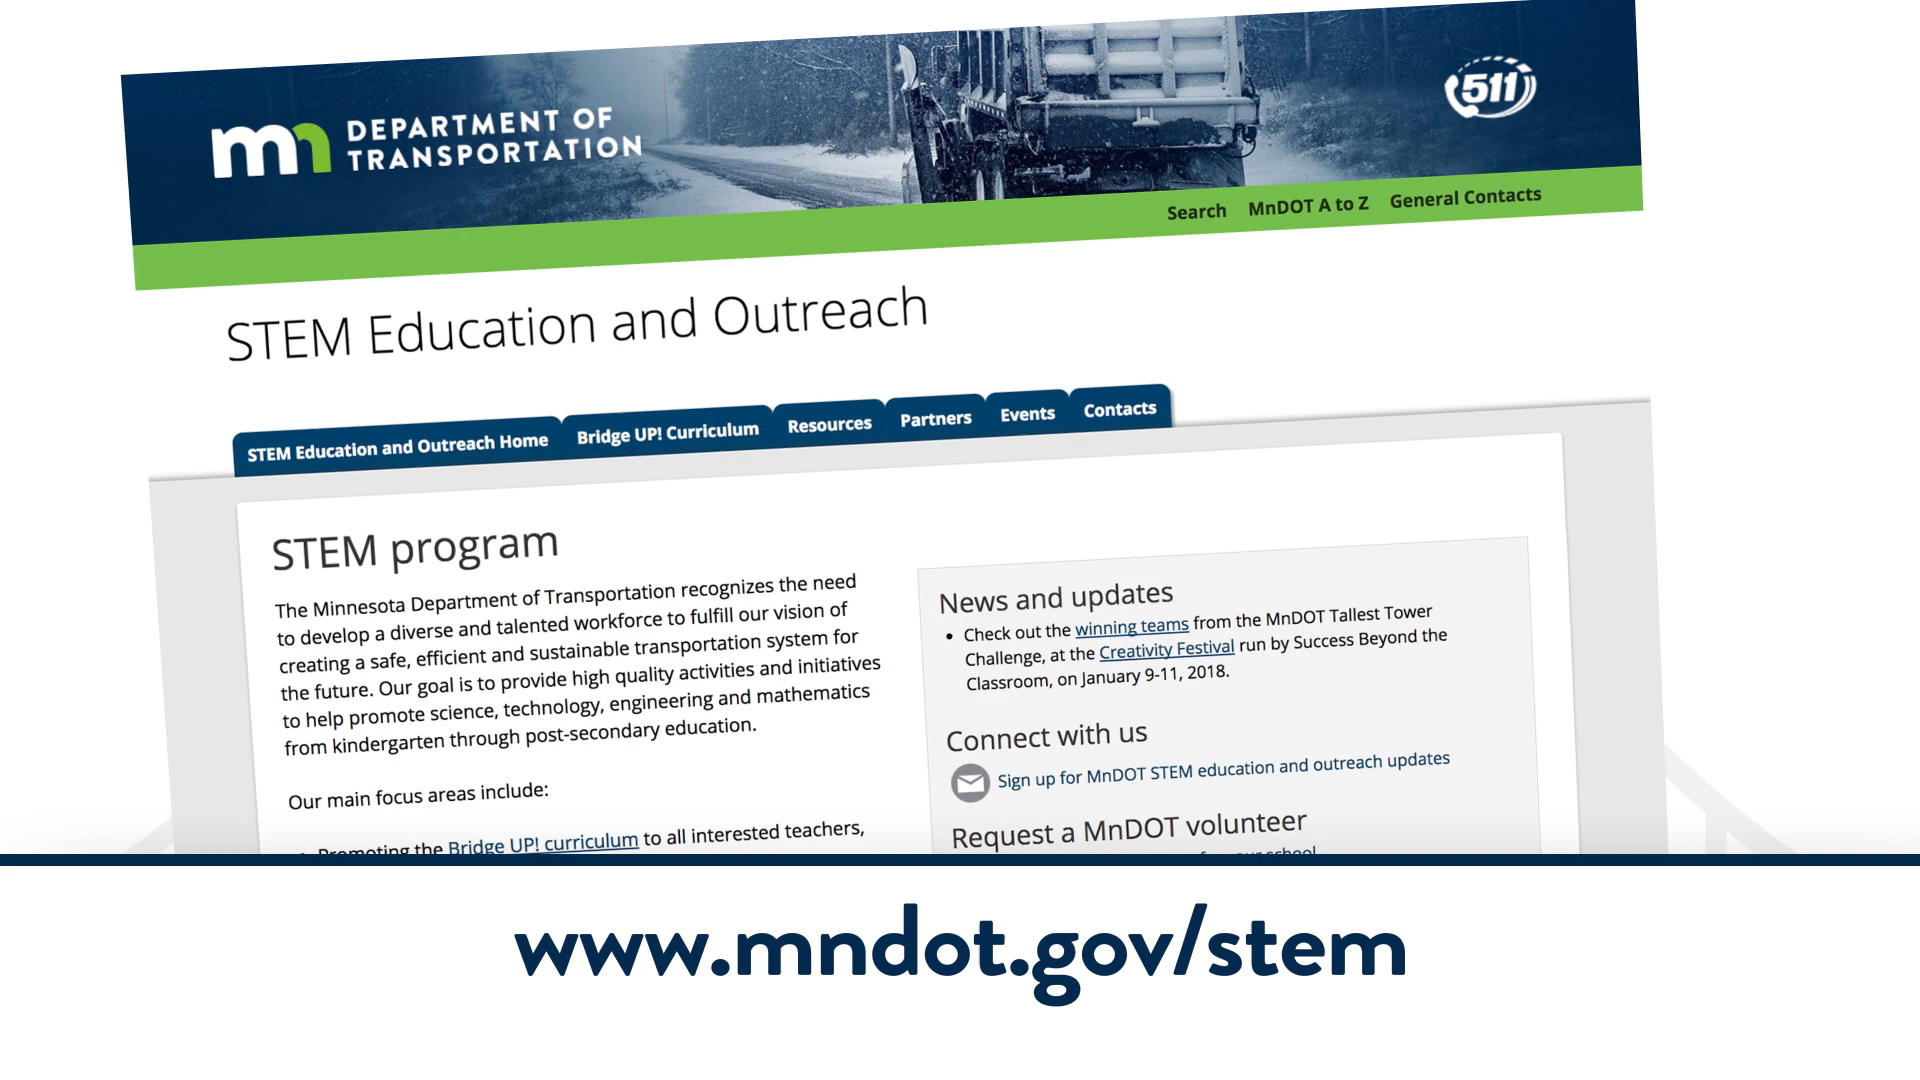 mn DEPARTMENT OF
TRANSPORTATION
511
Search MnDOT A to Z General Contacts
STEM Education and Outreach
STEM Education and Outreach Home Bridge UP! Curriculum Resources Partners Events Contacts
STEM program
The Minnesota Department of Transportation recognizes the need
to develop a diverse and talented workforce to fulfill our vision of
creating a safe, efficient and sustainable transportation system for
the future. Our goal is to provide high quality activities and initiatives
to help promote science, technology, engineering and mathematics
from kindergarten through post-secondary education.
Our main focus areas include:
Promoting the Bridge UP! curriculum to all interested teachers,
News and updates
• Check out the winning teams from the MnDOT Tallest Tower
Challenge, at the Creativity Festival run by Success Beyond the
Classroom, on January 9-11, 2018.
Connect with us
Sign up for MnDOT STEM education and outreach updates
Request a MnDOT volunteer
school
www.mndot.gov/stem